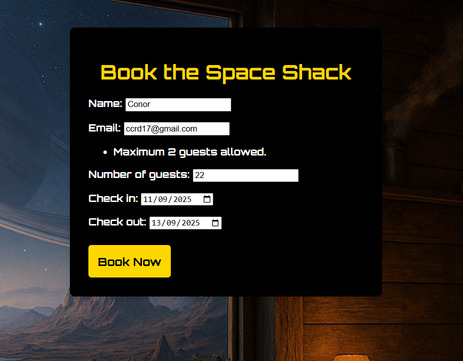 Book the Space Shack
Name: Conor
Email: ccrd17@gmail.com
• Maximum 2 guests allowed.
Number of guests: 22
Check in: 11/09/2025
Check out: 13/09/2025
Book Now